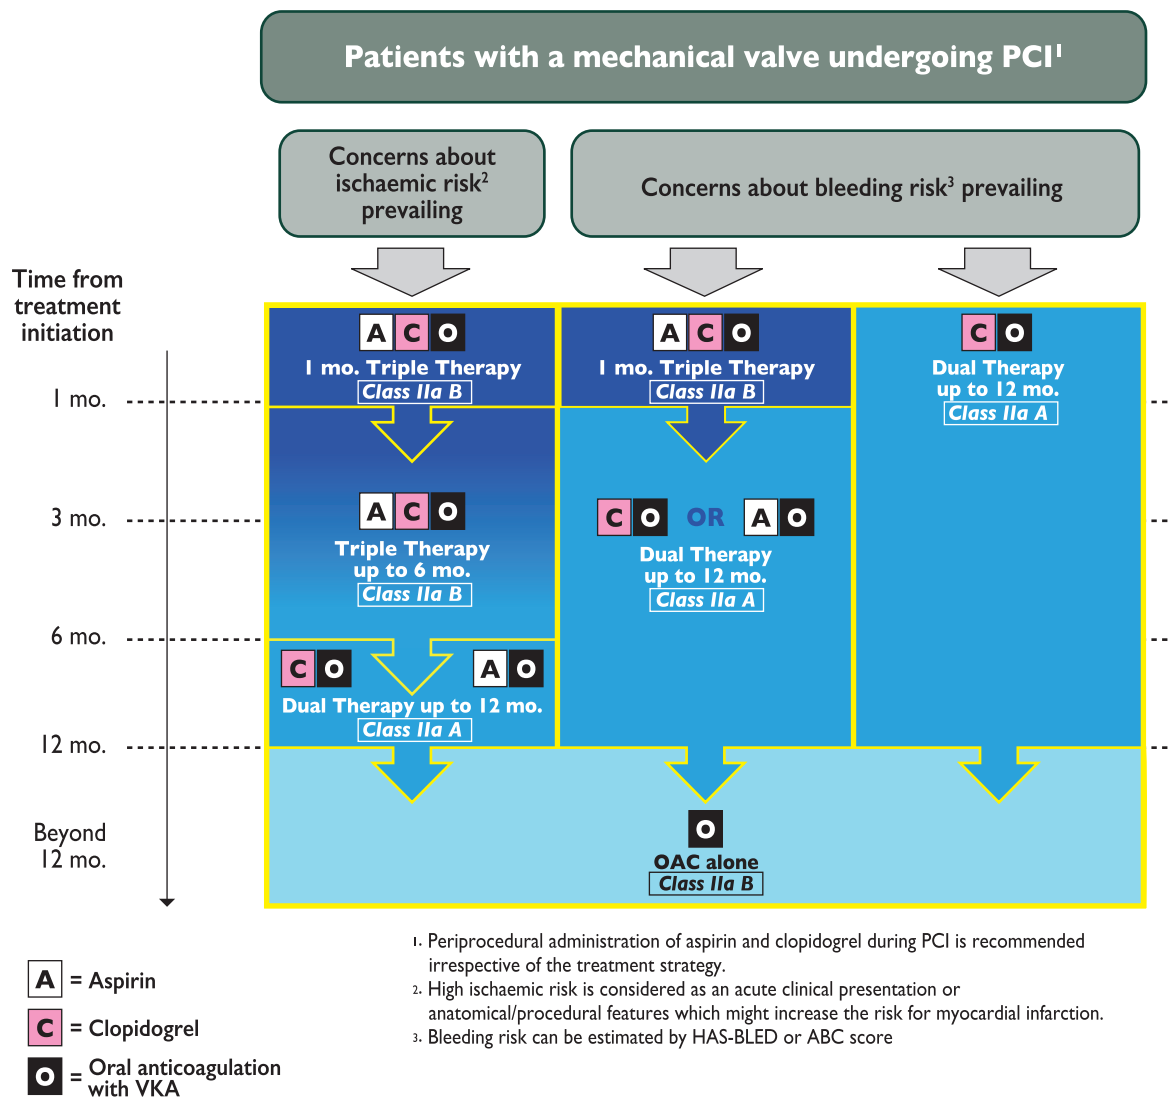 Patients with a mechanical valve undergoing PCI¹
Concerns about
ischaemic risk²
prevailing
Concerns about bleeding risk³ prevailing
Time from
treatment
initiation
A C O
1 mo. Triple Therapy
Class IIa B
A C O
1 mo. Triple Therapy
Class IIa B
C O
Dual Therapy
up to 12 mo.
Class IIa A
1 mo.
A C O
Triple Therapy
up to 6 mo.
Class IIa B
C O OR A O
Dual Therapy
up to 12 mo.
Class IIa A
3 mo.
6 mo.
C O
A O
Dual Therapy up to 12 mo.
Class IIa A
12 mo.
Beyond
12 mo.
O
OAC alone
Class IIa B
A = Aspirin
C = Clopidogrel
O = Oral anticoagulation
with VKA
1. Periprocedural administration of aspirin and clopidogrel during PCI is recommended
irrespective of the treatment strategy.
2. High ischaemic risk is considered as an acute clinical presentation or
anatomical/procedural features which might increase the risk for myocardial infarction.
3. Bleeding risk can be estimated by HAS-BLED or ABC score